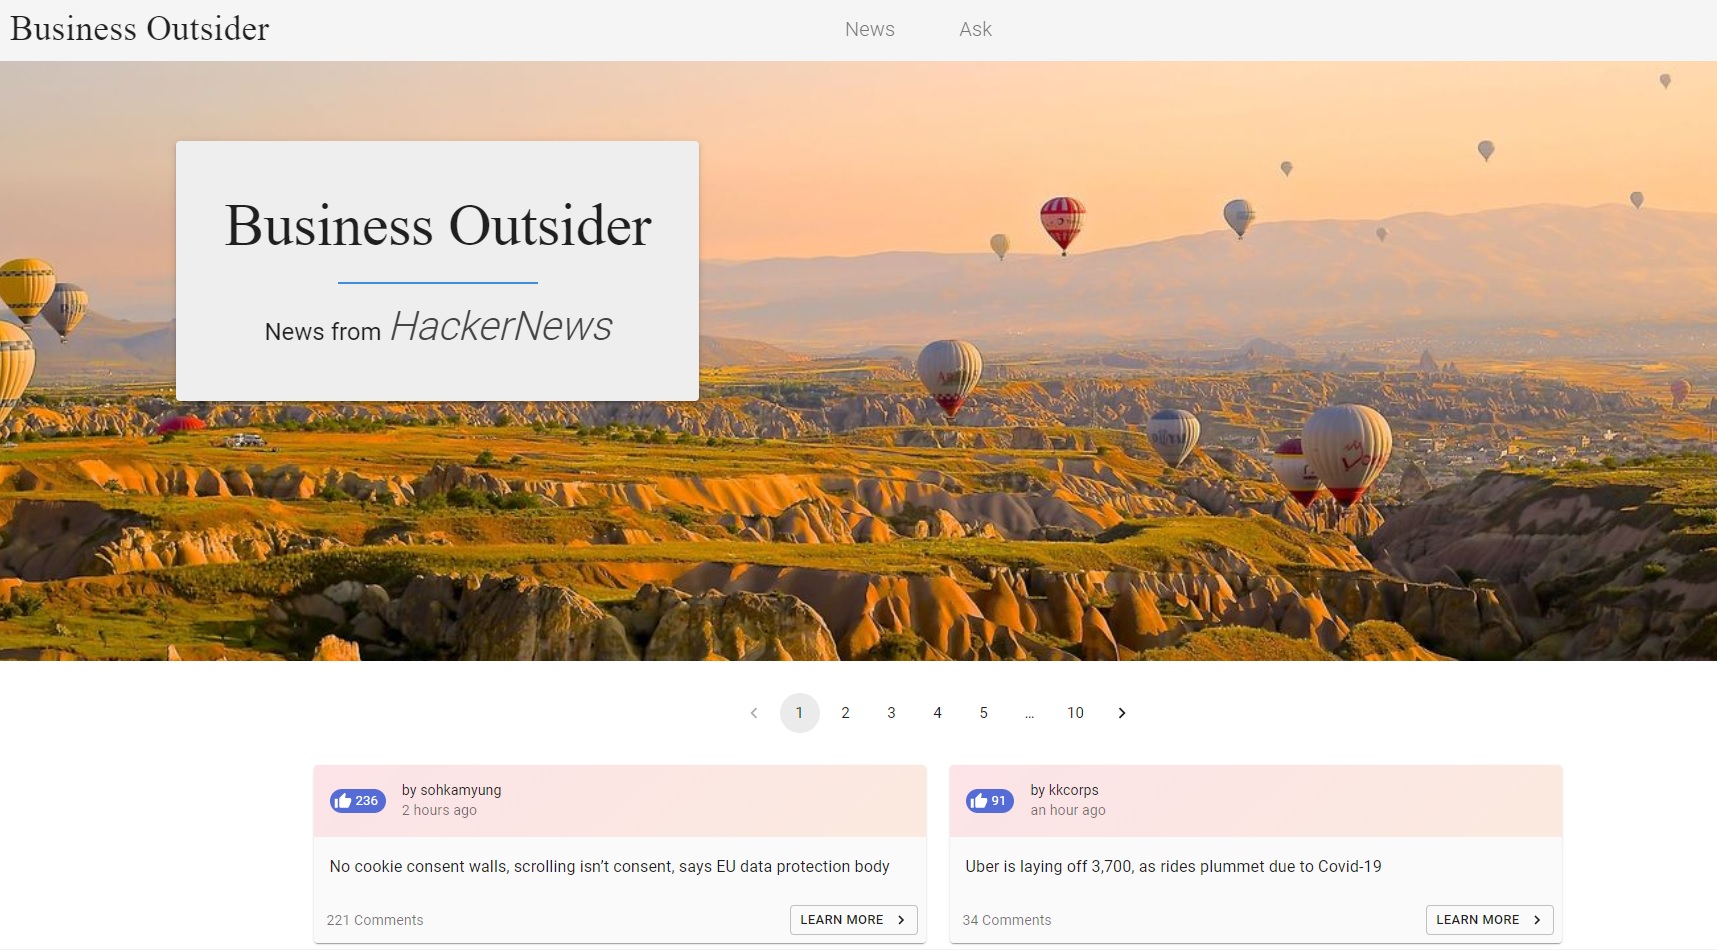 Business Outsider
News Ask
Business Outsider
News from HackerNews
1 2 3 4 5 ... 10
236 by sohkamyung
2 hours ago
No cookie consent walls, scrolling isn’t consent, says EU data protection body
221 Comments LEARN MORE
91 by kkcorps
an hour ago
Uber is laying off 3,700, as rides plummet due to Covid-19
34 Comments LEARN MORE